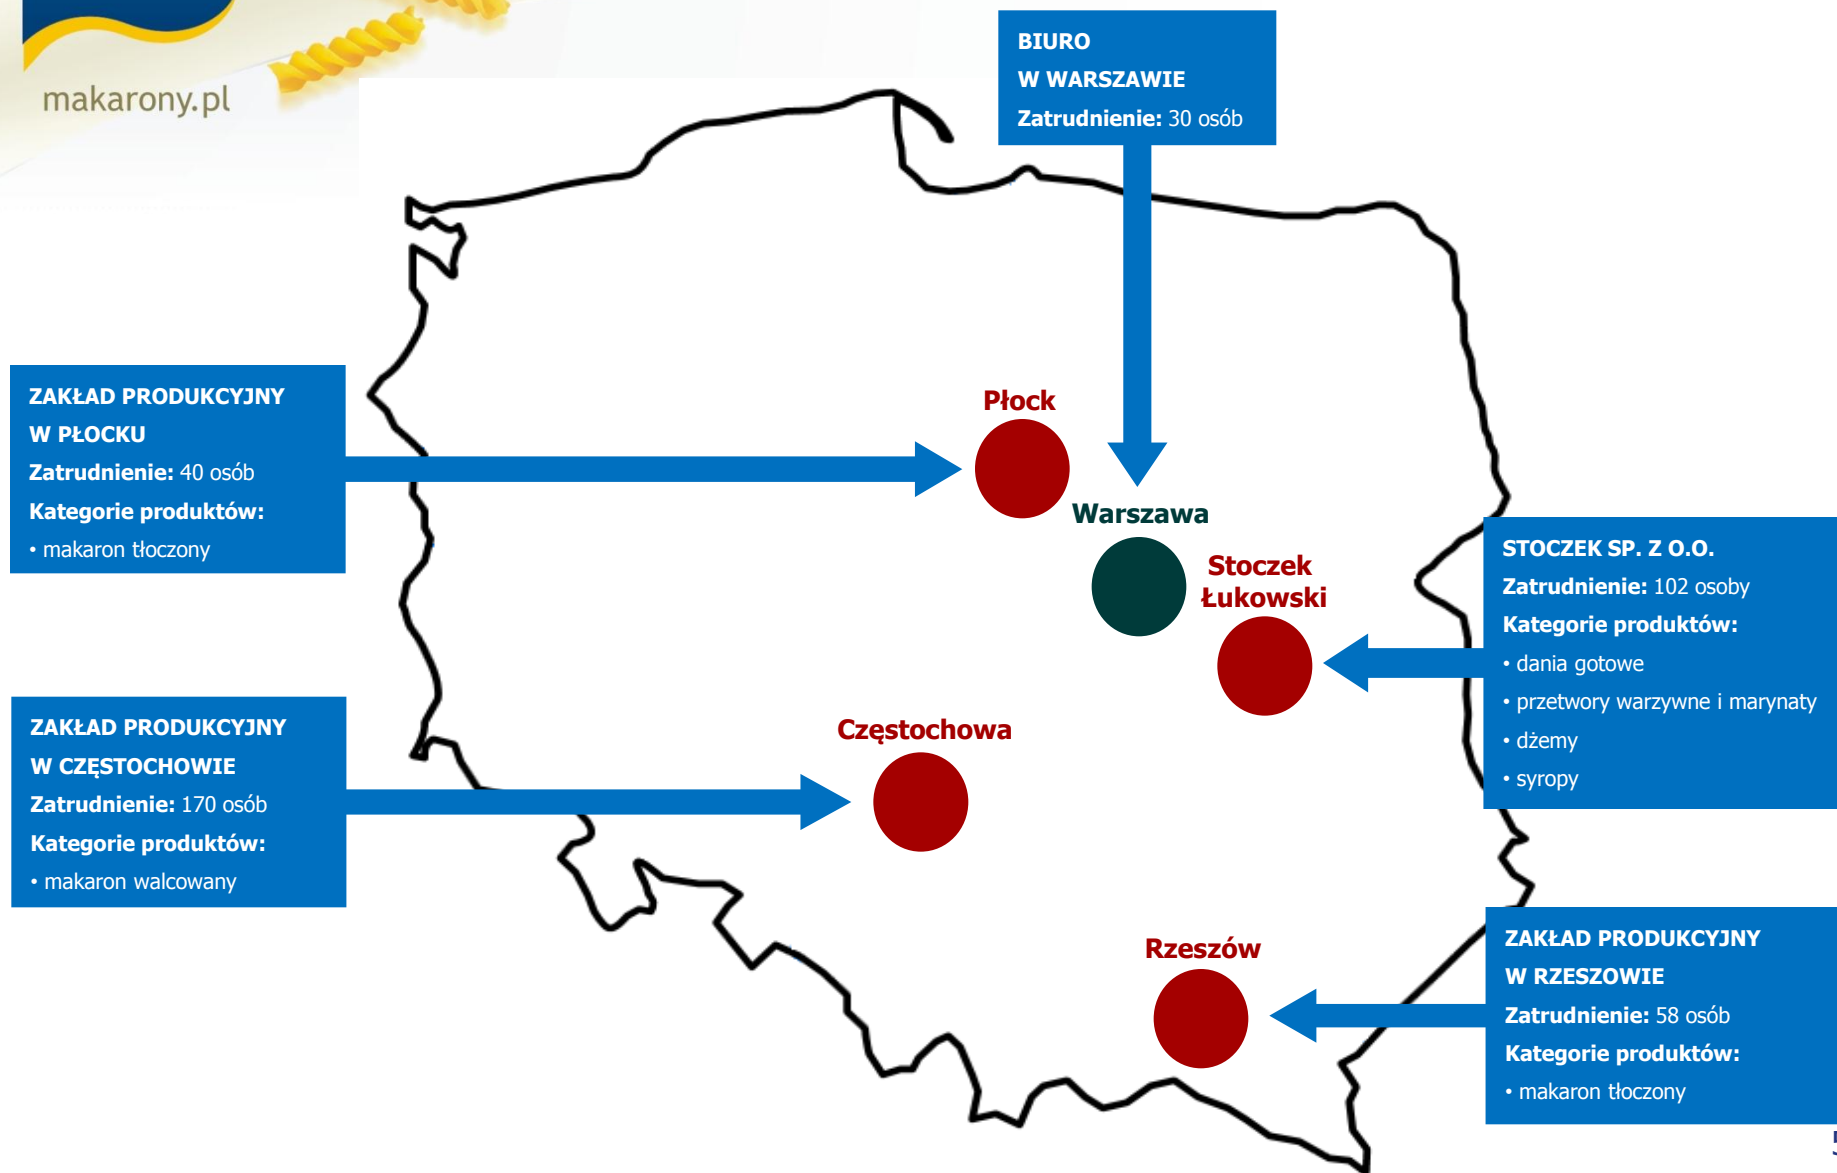 makarony.pl
BIURO
W WARSZAWIE
Zatrudnienie: 30 osób
ZAKŁAD PRODUKCYJNY
W PŁOCKU
Zatrudnienie: 40 osób
Kategorie produktów:
• makaron tłoczony
Płock
Warszawa
Stoczek
Łukowski
STOCZEK SP. Z O.O.
Zatrudnienie: 102 osoby
Kategorie produktów:
• dania gotowe
• przetwory warzywne i marynaty
• dżemy
• syropy
ZAKŁAD PRODUKCYJNY
W CZĘSTOCHOWIE
Zatrudnienie: 170 osób
Kategorie produktów:
• makaron walcowany
Częstochowa
Rzeszów
ZAKŁAD PRODUKCYJNY
W RZESZOWIE
Zatrudnienie: 58 osób
Kategorie produktów:
• makaron tłoczony